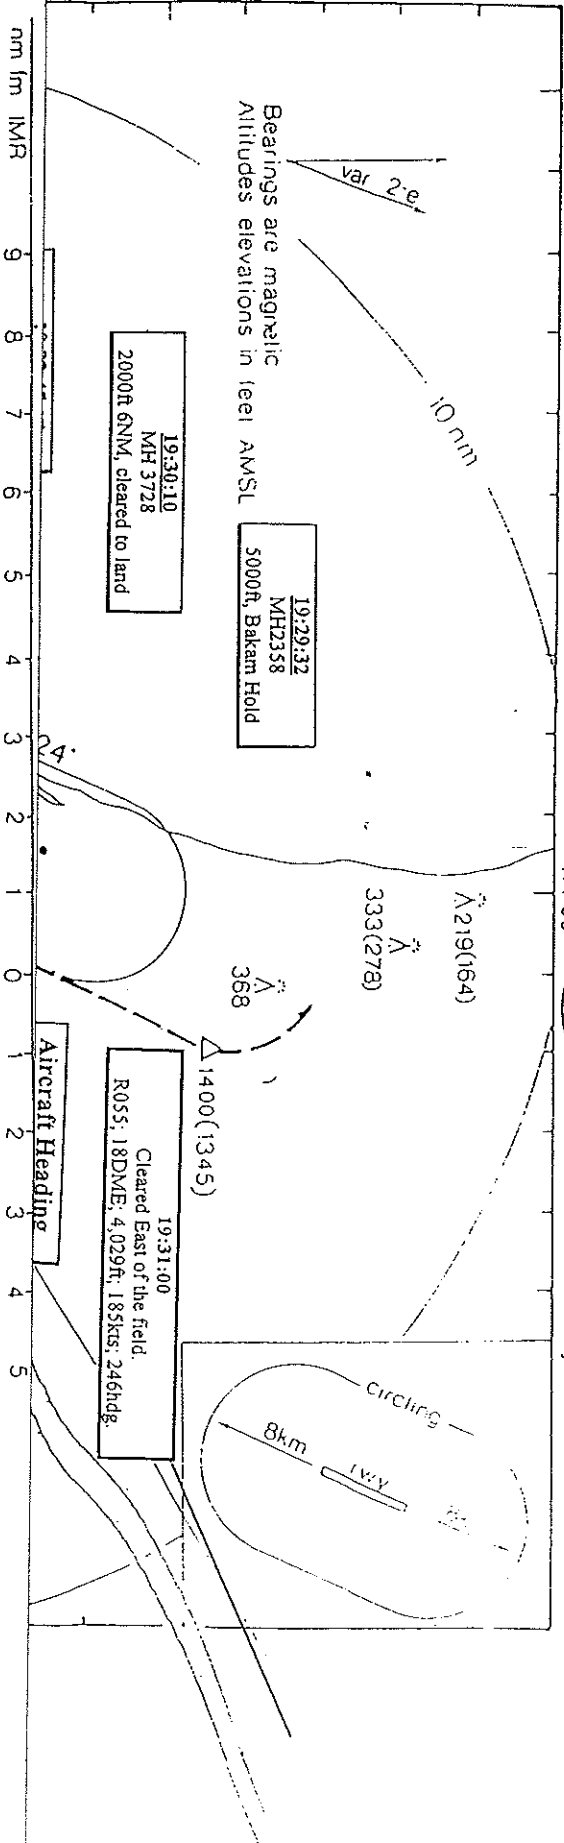 Bearings are magnetic
Altitudes elevations in feet AMSL
var 2°e
10 nm
19:29:32
MH2358
5000ft, Bakam Hold
19:30:10
MH 3728
2000ft 6NM, cleared to land
219(164)
333(278)
368
1400(1345)
19:31:00
Cleared East of the field.
R055; 18DME; 4,029ft; 185kts; 246hdg.
Aircraft Heading
circling
8km
rwy
24°
nm fm IMR 9 8 7 6 5 4 3 2 1 0 1 2 3 4 5